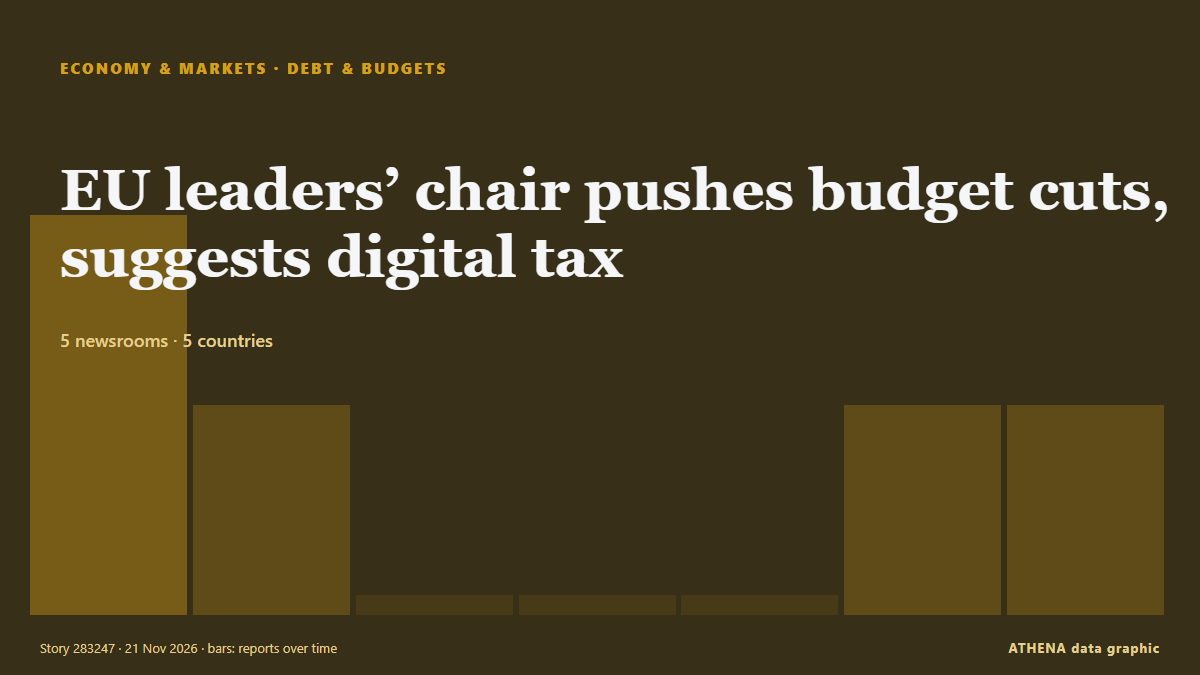 ECONOMY & MARKETS · DEBT & BUDGETS
EU leaders’ chair pushes budget cuts,
suggests digital tax
5 newsrooms · 5 countries
Story 283247 · 21 Nov 2026 · bars: reports over time
ATHENA data graphic